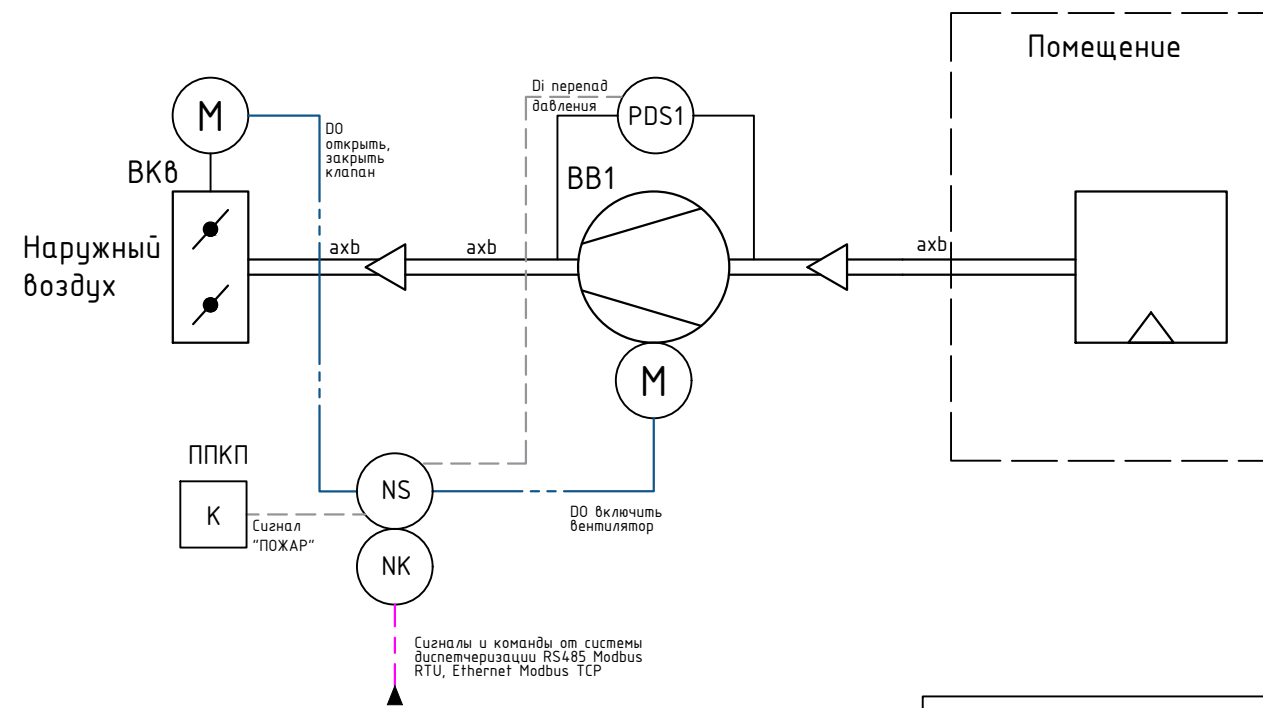 Помещение
M
Di перепад
давления
PDS1
DO
открыть,
закрыть
клапан
ВКв
BB1
Наружный
воздух
axb
axb
axb
M
ППКП
K
Сигнал
"ПОЖАР"
NS
NK
DO включить
вентилятор
Сигналы и команды от системы
диспетчеризации RS485 Modbus
RTU, Ethernet Modbus TCP